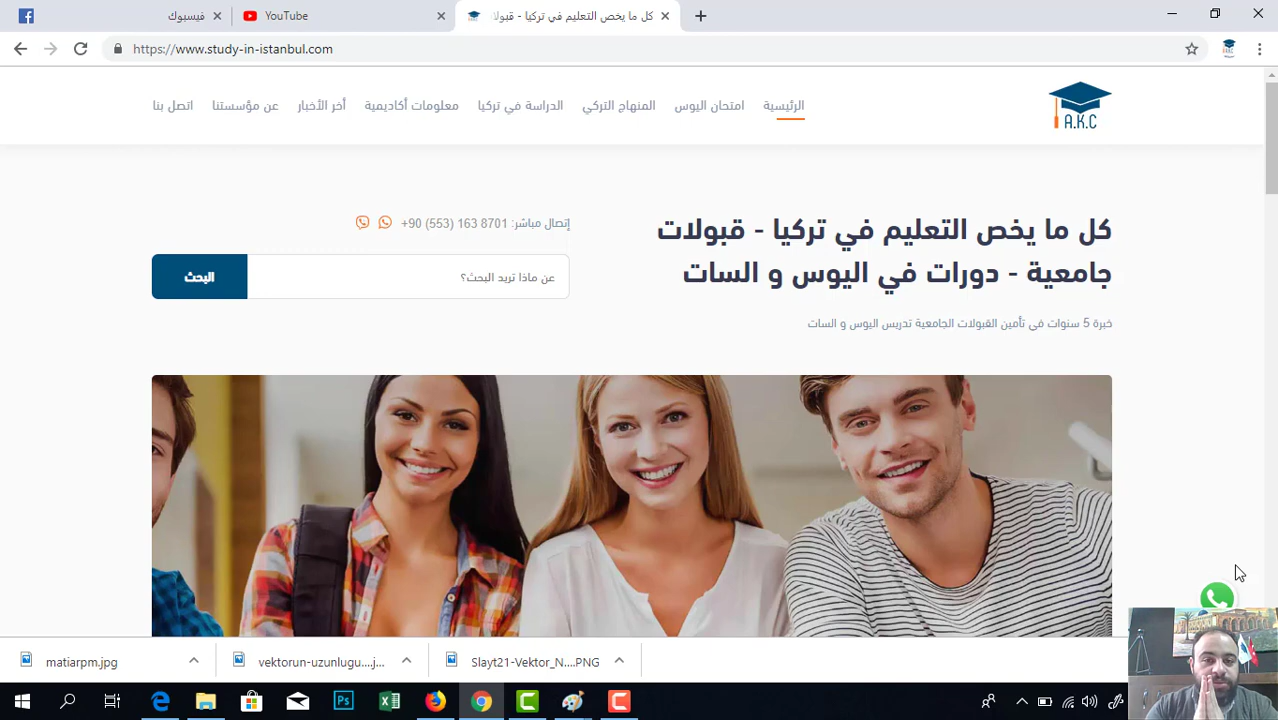 فيسبوك
YouTube
كل ما يخص التعليم في تركيا - قبولا
https://www.study-in-istanbul.com
الرئيسية
امتحان اليوس
المنهاج التركي
الدراسة في تركيا
معلومات أكاديمية
أخر الأخبار
عن مؤسستنا
اتصل بنا
A.K.C
كل ما يخص التعليم في تركيا - قبولات
جامعية - دورات في اليوس و السات
خبرة 5 سنوات في تأمين القبولات الجامعية تدريس اليوس و السات
إتصال مباشر: 8701 163 (553) 90+
عن ماذا تريد البحث؟
البحث
matiarpm.jpg
vektorun-uzunlugu....j...
Slayt21-Vektor_N....PNG